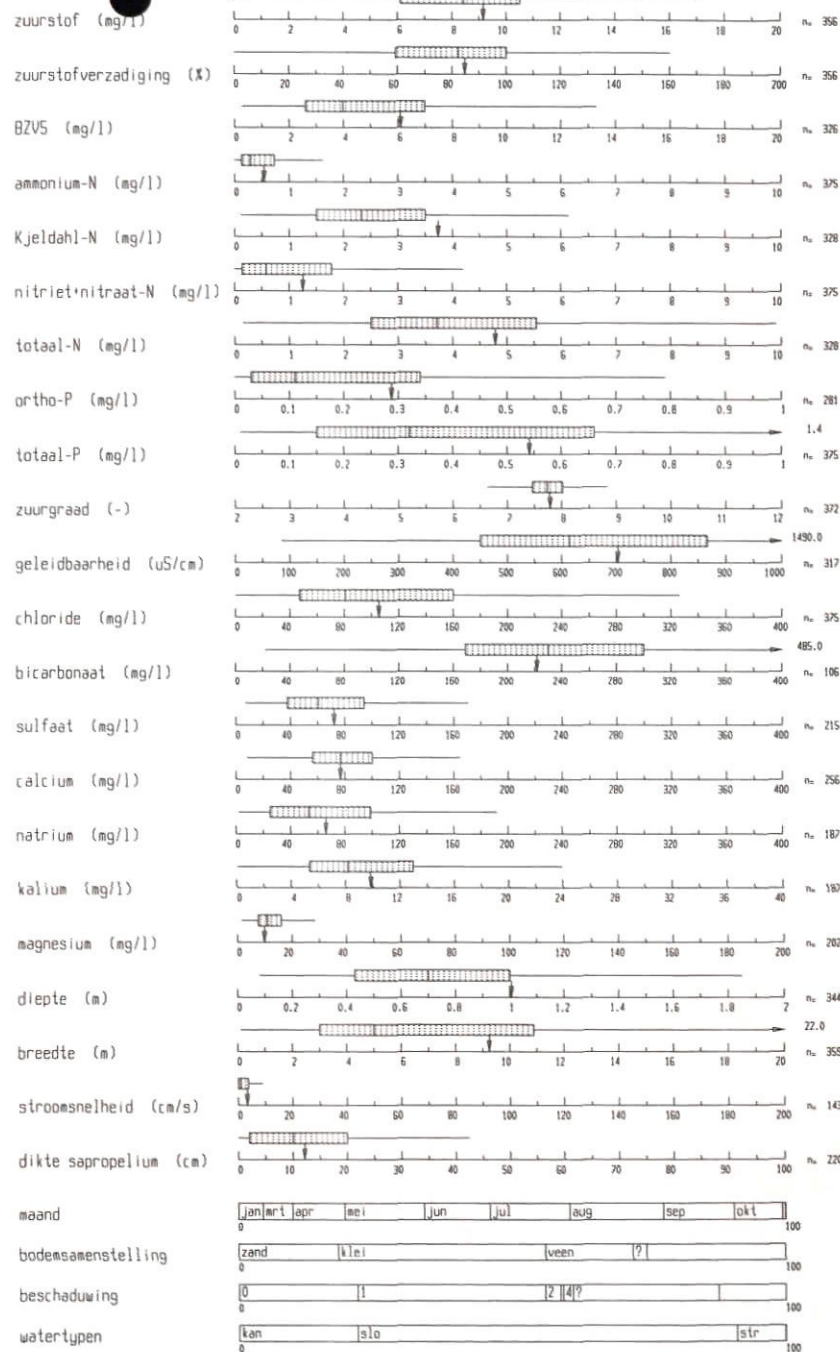 zuurstof (mg/l) 0 2 4 6 8 10 12 14 16 18 20 n= 356
zuurstofverzadiging (%) 0 20 40 60 80 100 120 140 160 180 200 n= 356
BZV5 (mg/l) 0 2 4 6 8 10 12 14 16 18 20 n= 326
ammonium-N (mg/l) 0 1 2 3 4 5 6 7 8 9 10 n= 375
Kjeldahl-N (mg/l) 0 1 2 3 4 5 6 7 8 9 10 n= 328
nitriet+nitraat-N (mg/l) 0 1 2 3 4 5 6 7 8 9 10 n= 375
totaal-N (mg/l) 0 1 2 3 4 5 6 7 8 9 10 n= 328
ortho-P (mg/l) 0 0.1 0.2 0.3 0.4 0.5 0.6 0.7 0.8 0.9 1 n= 281
1.4
totaal-P (mg/l) 0 0.1 0.2 0.3 0.4 0.5 0.6 0.7 0.8 0.9 1 n= 375
zuurgraad (-) 2 3 4 5 6 7 8 9 10 11 12 n= 372
1490.0
geleidbaarheid (uS/cm) 0 100 200 300 400 500 600 700 800 900 1000 n= 317
chloride (mg/l) 0 40 80 120 160 200 240 280 320 360 400 n= 375
485.0
bicarbonaat (mg/l) 0 40 80 120 160 200 240 280 320 360 400 n= 106
sulfaat (mg/l) 0 40 80 120 160 200 240 280 320 360 400 n= 215
calcium (mg/l) 0 40 80 120 160 200 240 280 320 360 400 n= 256
natrium (mg/l) 0 40 80 120 160 200 240 280 320 360 400 n= 187
kalium (mg/l) 0 4 8 12 16 20 24 28 32 36 40 n= 187
magnesium (mg/l) 0 20 40 60 80 100 120 140 160 180 200 n= 202
diepte (m) 0 0.2 0.4 0.6 0.8 1 1.2 1.4 1.6 1.8 2 n= 344
22.0
breedte (m) 0 2 4 6 8 10 12 14 16 18 20 n= 355
stroomsnelheid (cm/s) 0 20 40 60 80 100 120 140 160 180 200 n= 143
dikte sapropelium (cm) 0 10 20 30 40 50 60 70 80 90 100 n= 220
maand jan mrt apr mei jun jul aug sep okt
0 100
bodemsamenstelling zand klei veen ?
0 100
beschaduwing 0 1 2 4 ?
0 100
watertypen kan slo str
0 100